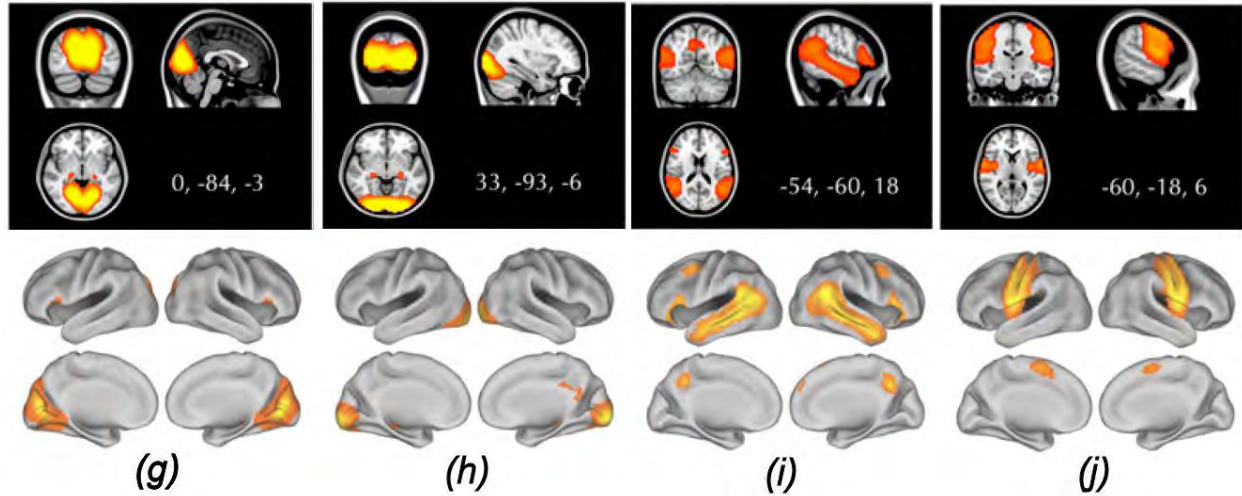 0, -84, -3
33, -93, -6
-54, -60, 18
-60, -18, 6
(g)
(h)
(i)
(j)